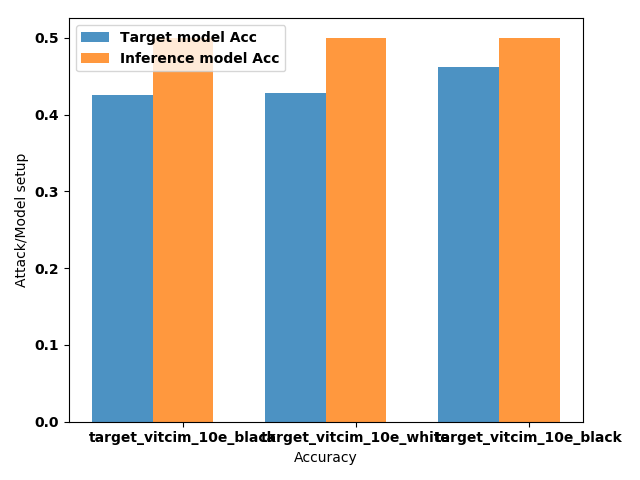 Target model Acc
Inference model Acc
0.5
0.4
0.3
0.2
0.1
0.0
Attack/Model setup
target_vitcim_10e_black target_vitcim_10e_white target_vitcim_10e_black
Accuracy